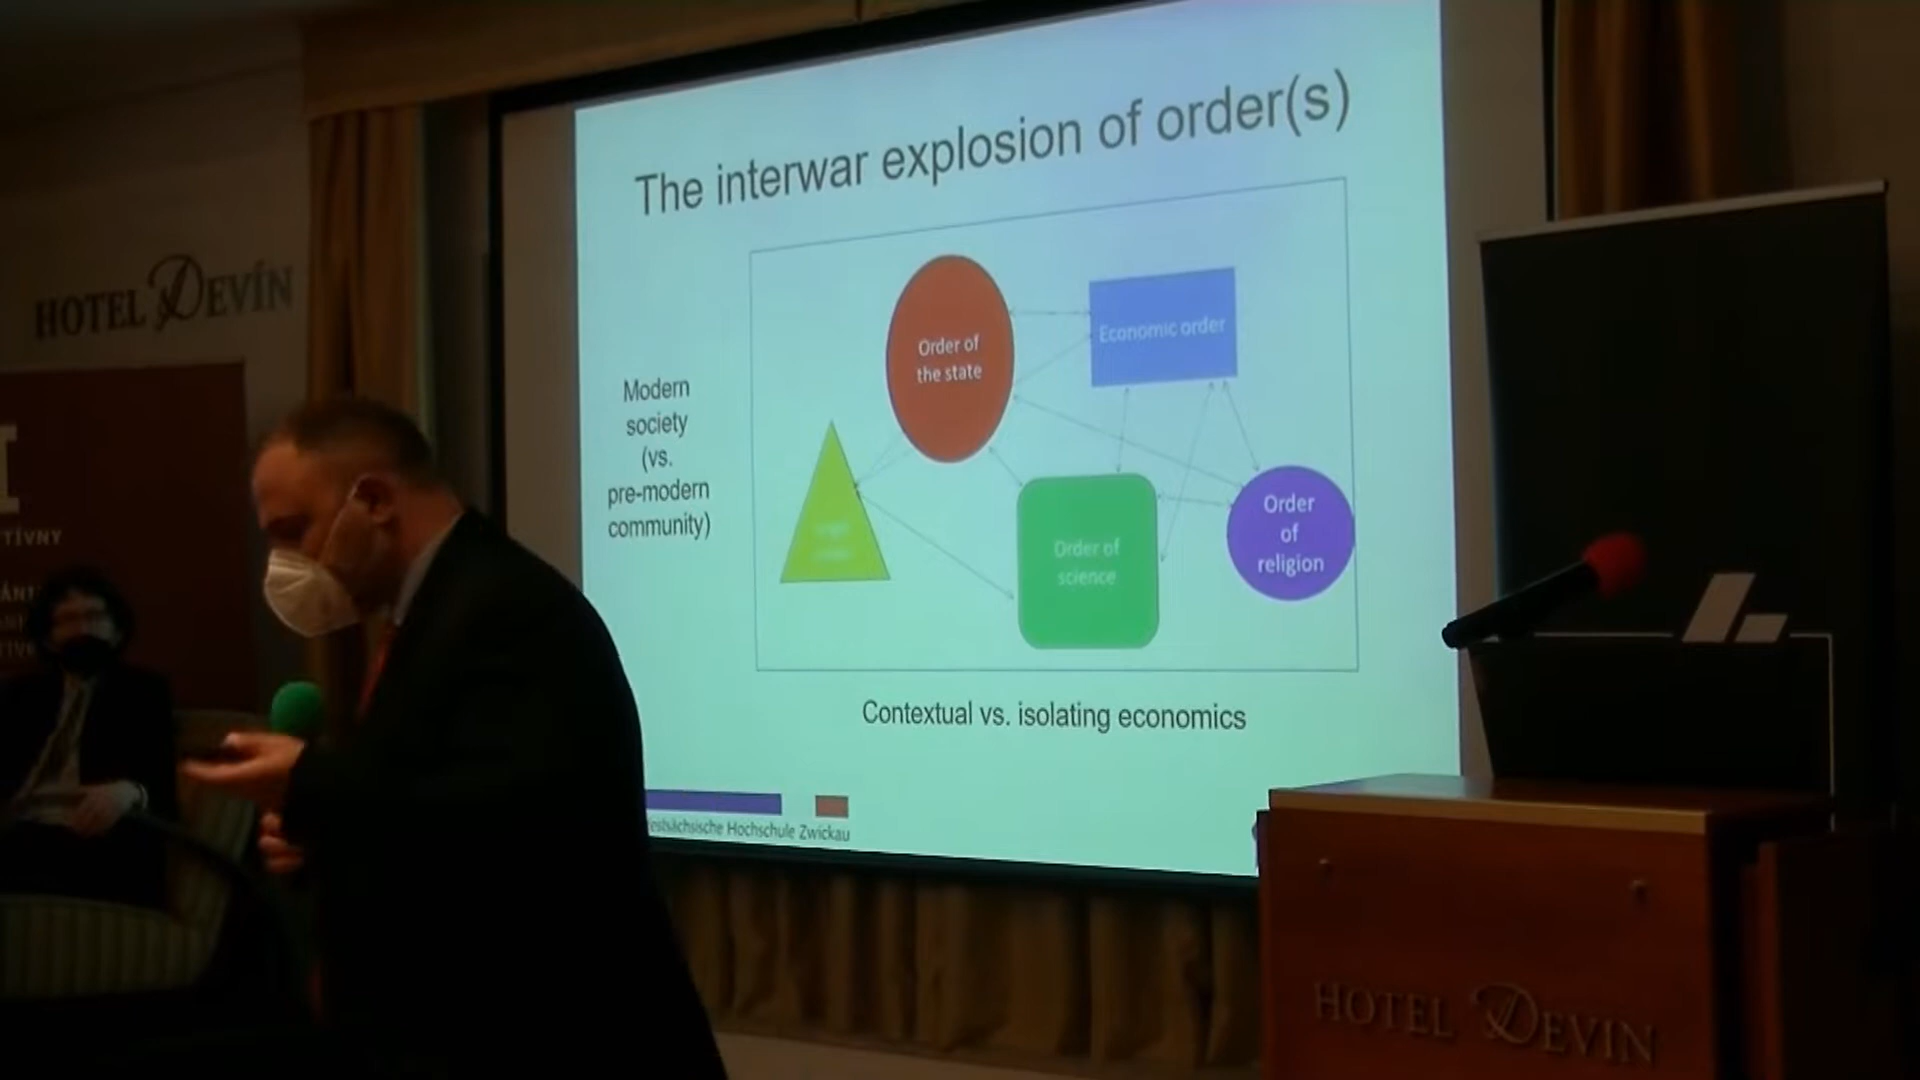 The interwar explosion of order(s)
HOTEL DEVÍN
Order of
the state
Economic order
Modern
society
(vs.
pre-modern
community)
Order of
science
Order
of
religion
Contextual vs. isolating economics
Hochschule Zwickau
HOTEL DEVÍN